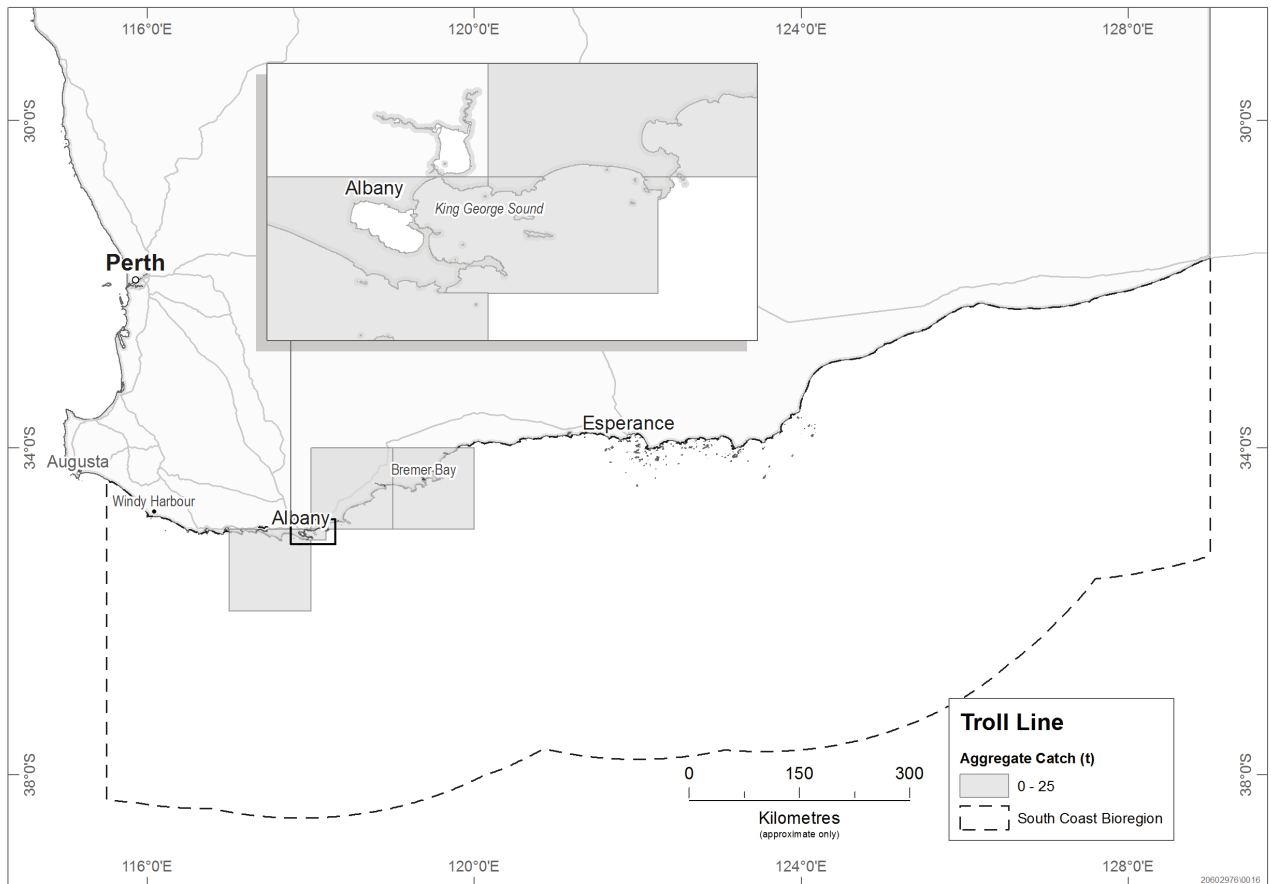 116°0'E 120°0'E 124°0'E 128°0'E
30°0'S 30°0'S
Albany
King George Sound
Perth
Esperance
34°0'S 34°0'S
Augusta
Bremer Bay
Windy Harbour
Albany
Troll Line
Aggregate Catch (t)
0 - 25
South Coast Bioregion
38°0'S 38°0'S
0 150 300
Kilometres
(approximate only)
116°0'E 120°0'E 124°0'E 128°0'E
20602976\0016